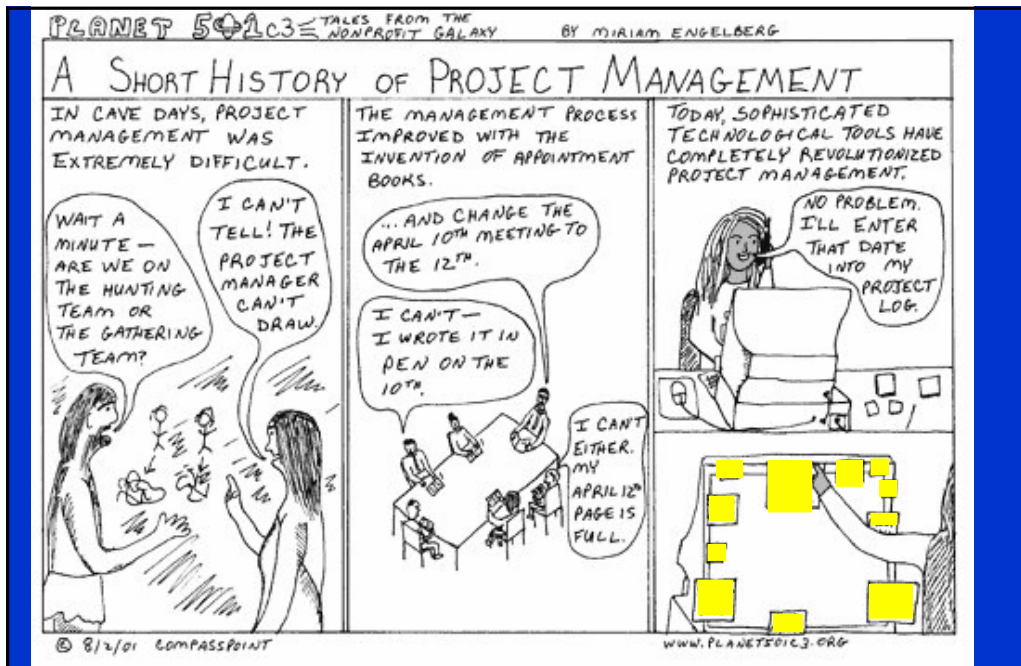 PLANET 501c3 TALES FROM THE
NONPROFIT GALAXY BY MIRIAM ENGELBERG
A SHORT HISTORY OF PROJECT MANAGEMENT
IN CAVE DAYS, PROJECT
MANAGEMENT WAS
EXTREMELY DIFFICULT.
WAIT A
MINUTE —
ARE WE ON
THE HUNTING
TEAM OR
THE GATHERING
TEAM?
I CAN'T
TELL! THE
PROJECT
MANAGER
CAN'T
DRAW.
THE MANAGEMENT PROCESS
IMPROVED WITH THE
INVENTION OF APPOINTMENT
BOOKS.
...AND CHANGE THE
APRIL 10TH MEETING TO
THE 12TH.
I CAN'T—
I WROTE IT IN
PEN ON THE
10TH.
I CAN'T
EITHER.
MY
APRIL 12TH
PAGE IS
FULL.
TODAY, SOPHISTICATED
TECHNOLOGICAL TOOLS HAVE
COMPLETELY REVOLUTIONIZED
PROJECT MANAGEMENT.
NO PROBLEM.
I'LL ENTER
THAT DATE
INTO MY
PROJECT
LOG.
© 8/2/01 COMPASSPOINT
WWW.PLANET501C3.ORG